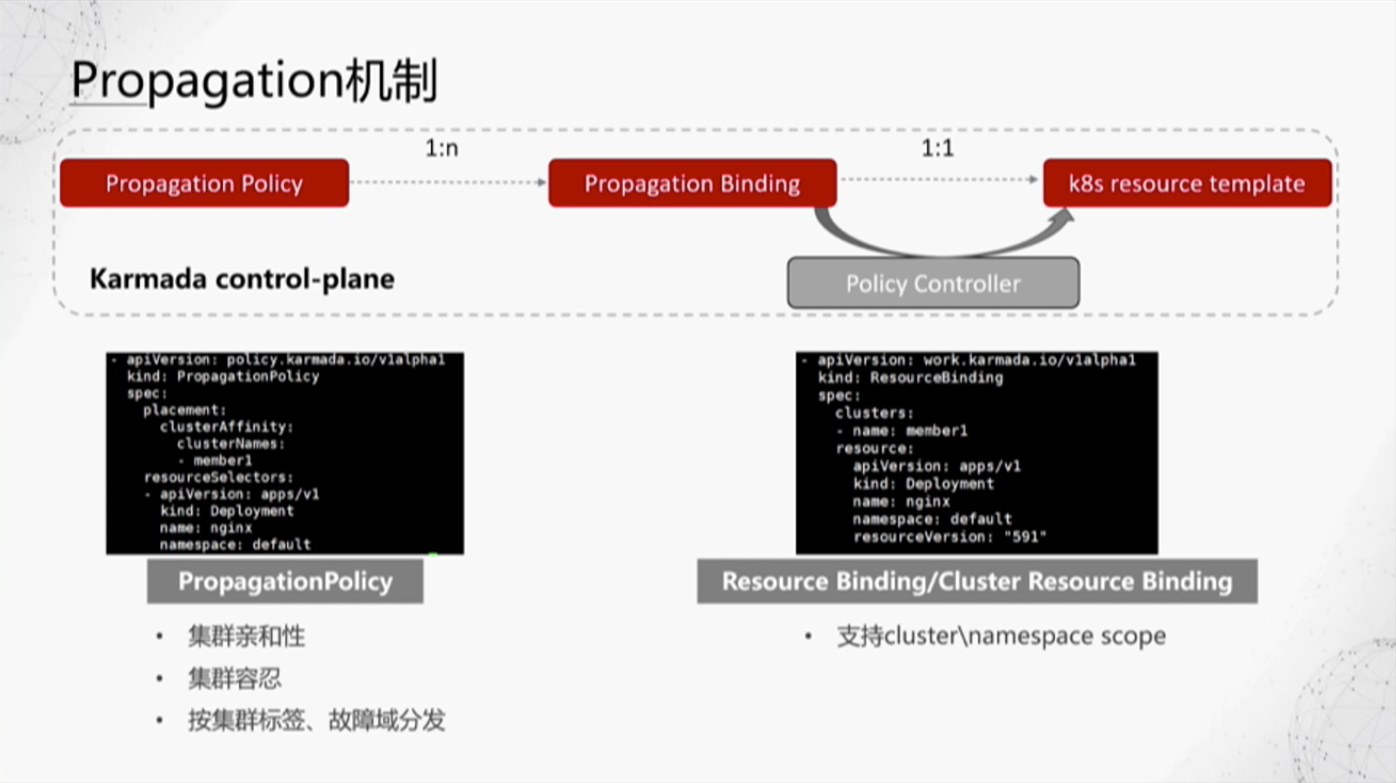 Propagation机制
1:n
1:1
Propagation Policy
Propagation Binding
k8s resource template
Karmada control-plane
Policy Controller
- apiVersion: policy.karmada.io/v1alpha1
  kind: PropagationPolicy
  spec:
    placement:
      clusterAffinity:
        clusterNames:
        - member1
    resourceSelectors:
    - apiVersion: apps/v1
      kind: Deployment
      name: nginx
      namespace: default
PropagationPolicy
• 集群亲和性
• 集群容忍
• 按集群标签、故障域分发
- apiVersion: work.karmada.io/v1alpha1
  kind: ResourceBinding
  spec:
    clusters:
    - name: member1
    resource:
      apiVersion: apps/v1
      kind: Deployment
      name: nginx
      namespace: default
      resourceVersion: "591"
Resource Binding/Cluster Resource Binding
• 支持cluster\namespace scope